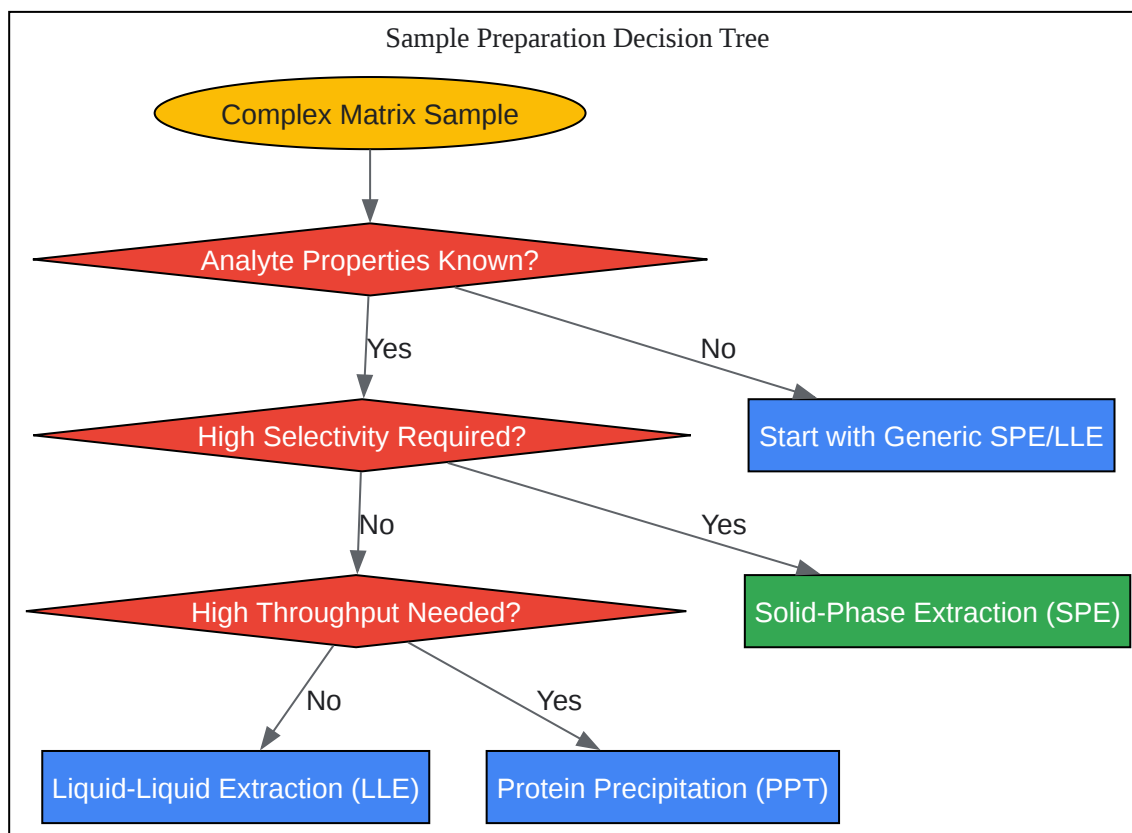 Sample Preparation Decision Tree
Complex Matrix Sample
Analyte Properties Known?
Yes
No
High Selectivity Required?
Start with Generic SPE/LLE
No
Yes
High Throughput Needed?
Solid-Phase Extraction (SPE)
No
Yes
Liquid-Liquid Extraction (LLE)
Protein Precipitation (PPT)